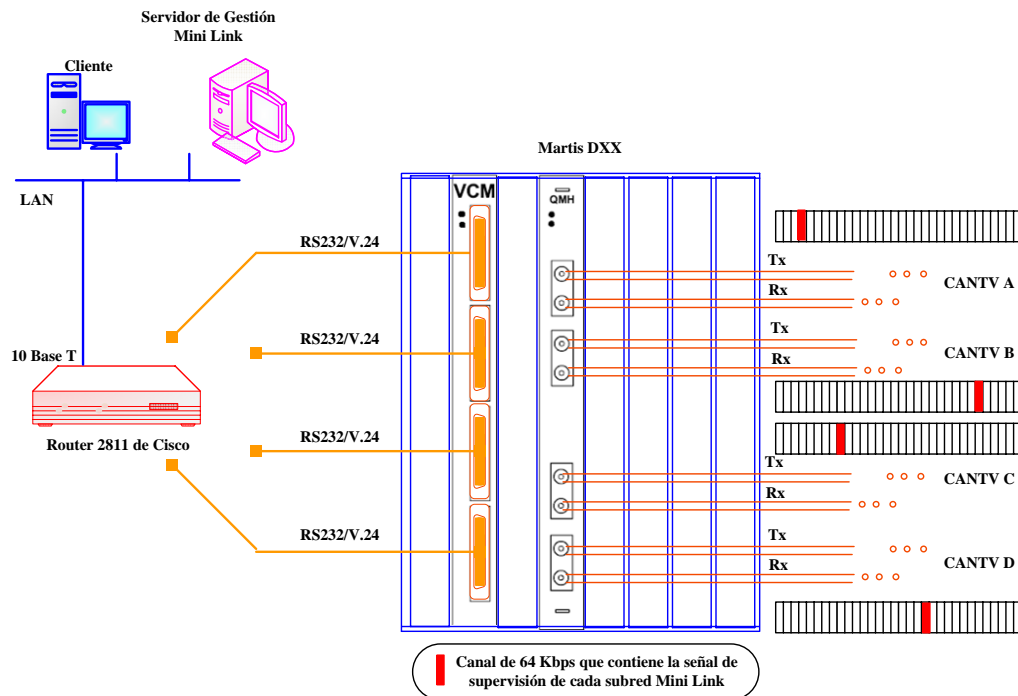 Servidor de Gestión
Mini Link
Cliente
LAN
10 Base T
Router 2811 de Cisco
RS232/V.24
RS232/V.24
RS232/V.24
RS232/V.24
Martis DXX
VCM
QMH
Tx
Rx
CANTV A
Tx
Rx
CANTV B
Tx
Rx
CANTV C
Tx
Rx
CANTV D
Canal de 64 Kbps que contiene la señal de
supervisión de cada subred Mini Link